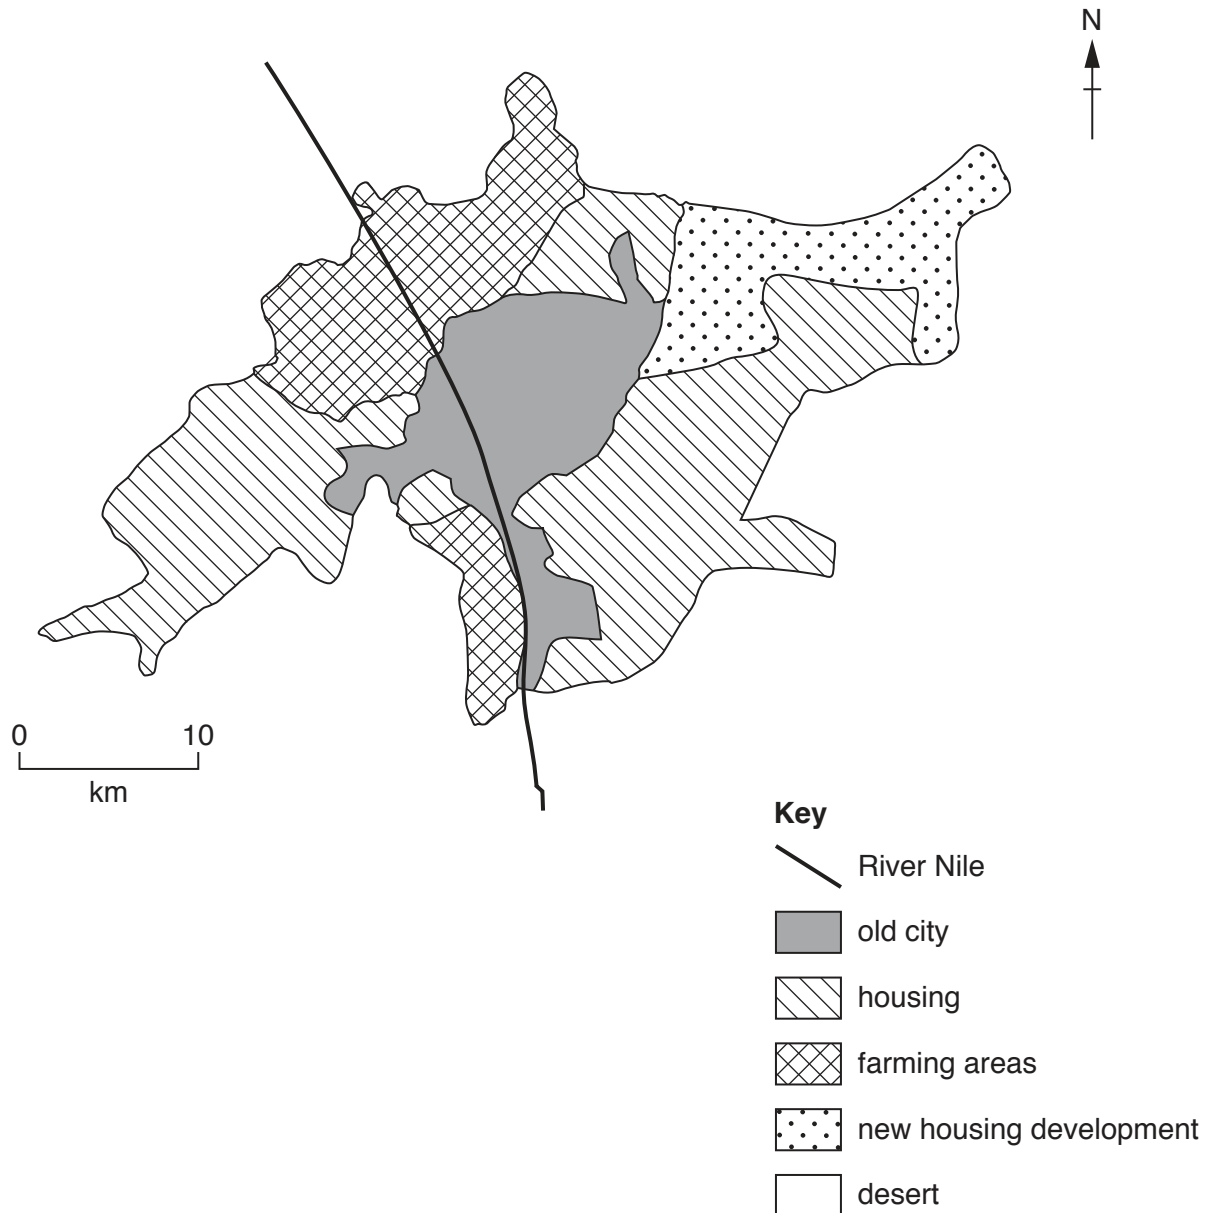 N
0 10
km
Key
River Nile
old city
housing
farming areas
new housing development
desert